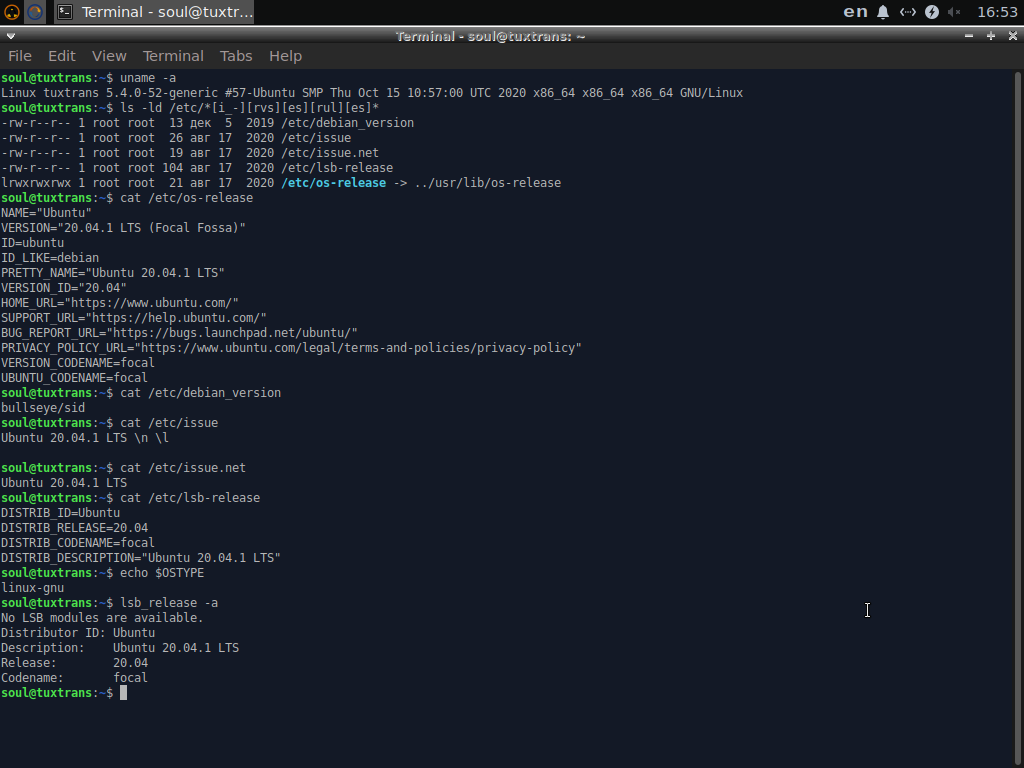 Terminal - soul@tuxtr...
en
16:53
Terminal - soul@tuxtrans: ~
File Edit View Terminal Tabs Help
soul@tuxtrans:~$ uname -a
Linux tuxtrans 5.4.0-52-generic #57-Ubuntu SMP Thu Oct 15 10:57:00 UTC 2020 x86_64 x86_64 x86_64 GNU/Linux
soul@tuxtrans:~$ ls -ld /etc/*[i_-][rvs][es][rul][es]*
-rw-r--r-- 1 root root  13 дек  5  2019 /etc/debian_version
-rw-r--r-- 1 root root  26 авг 17  2020 /etc/issue
-rw-r--r-- 1 root root  19 авг 17  2020 /etc/issue.net
-rw-r--r-- 1 root root 104 авг 17  2020 /etc/lsb-release
lrwxrwxrwx 1 root root  21 авг 17  2020 /etc/os-release -> ../usr/lib/os-release
soul@tuxtrans:~$ cat /etc/os-release
NAME="Ubuntu"
VERSION="20.04.1 LTS (Focal Fossa)"
ID=ubuntu
ID_LIKE=debian
PRETTY_NAME="Ubuntu 20.04.1 LTS"
VERSION_ID="20.04"
HOME_URL="https://www.ubuntu.com/"
SUPPORT_URL="https://help.ubuntu.com/"
BUG_REPORT_URL="https://bugs.launchpad.net/ubuntu/"
PRIVACY_POLICY_URL="https://www.ubuntu.com/legal/terms-and-policies/privacy-policy"
VERSION_CODENAME=focal
UBUNTU_CODENAME=focal
soul@tuxtrans:~$ cat /etc/debian_version
bullseye/sid
soul@tuxtrans:~$ cat /etc/issue
Ubuntu 20.04.1 LTS \n \l

soul@tuxtrans:~$ cat /etc/issue.net
Ubuntu 20.04.1 LTS
soul@tuxtrans:~$ cat /etc/lsb-release
DISTRIB_ID=Ubuntu
DISTRIB_RELEASE=20.04
DISTRIB_CODENAME=focal
DISTRIB_DESCRIPTION="Ubuntu 20.04.1 LTS"
soul@tuxtrans:~$ echo $OSTYPE
linux-gnu
soul@tuxtrans:~$ lsb_release -a
No LSB modules are available.
Distributor ID: Ubuntu
Description:    Ubuntu 20.04.1 LTS
Release:        20.04
Codename:       focal
soul@tuxtrans:~$